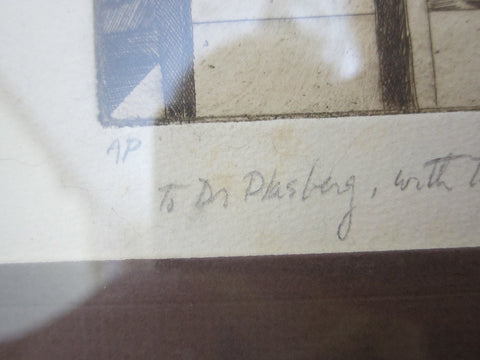 AP
To Dr Plasberg, with